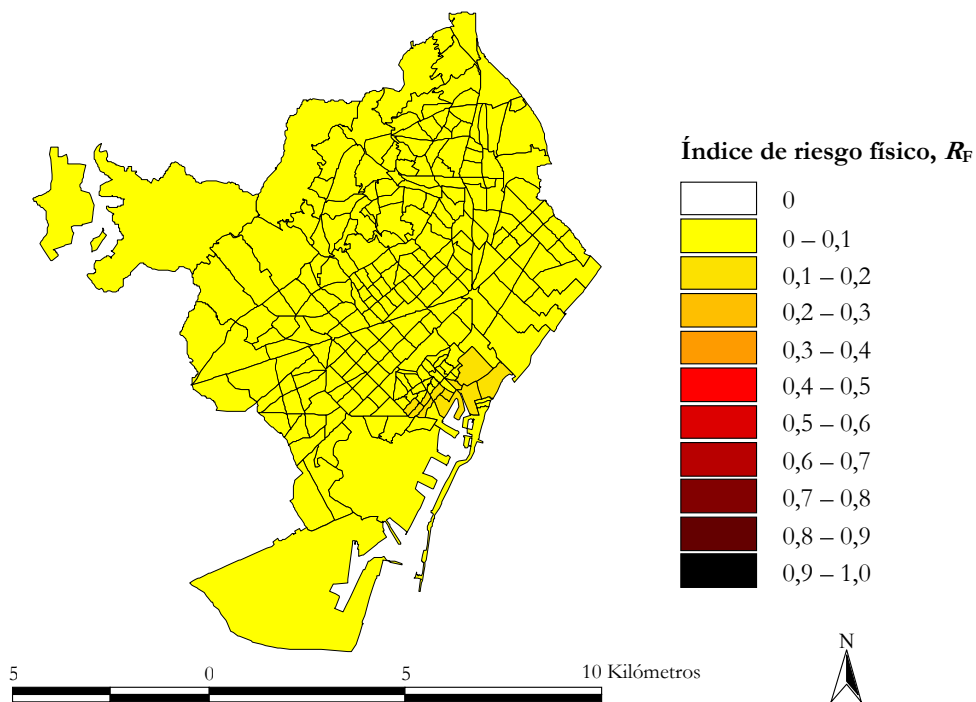 Índice de riesgo físico, RF
0
0 – 0,1
0,1 – 0,2
0,2 – 0,3
0,3 – 0,4
0,4 – 0,5
0,5 – 0,6
0,6 – 0,7
0,7 – 0,8
0,8 – 0,9
0,9 – 1,0
N
5 0 5 10 Kilómetros